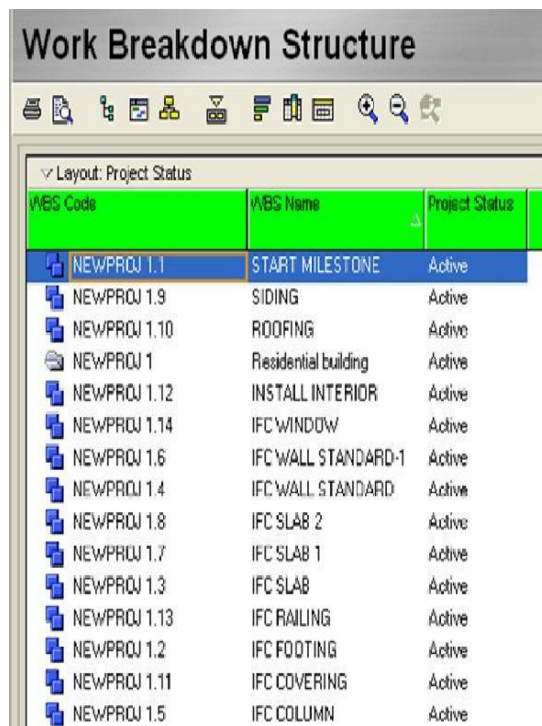 Work Breakdown Structure
Layout: Project Status
WBS Code WBS Name Project Status
NEWPROJ 1.1 START MILESTONE Active
NEWPROJ 1.9 SIDING Active
NEWPROJ 1.10 ROOFING Active
NEWPROJ 1 Residential building Active
NEWPROJ 1.12 INSTALL INTERIOR Active
NEWPROJ 1.14 IFC WINDOW Active
NEWPROJ 1.6 IFC WALL STANDARD-1 Active
NEWPROJ 1.4 IFC WALL STANDARD Active
NEWPROJ 1.8 IFC SLAB 2 Active
NEWPROJ 1.7 IFC SLAB 1 Active
NEWPROJ 1.3 IFC SLAB Active
NEWPROJ 1.13 IFC RAILING Active
NEWPROJ 1.2 IFC FOOTING Active
NEWPROJ 1.11 IFC COVERING Active
NEWPROJ 1.5 IFC COLUMN Active